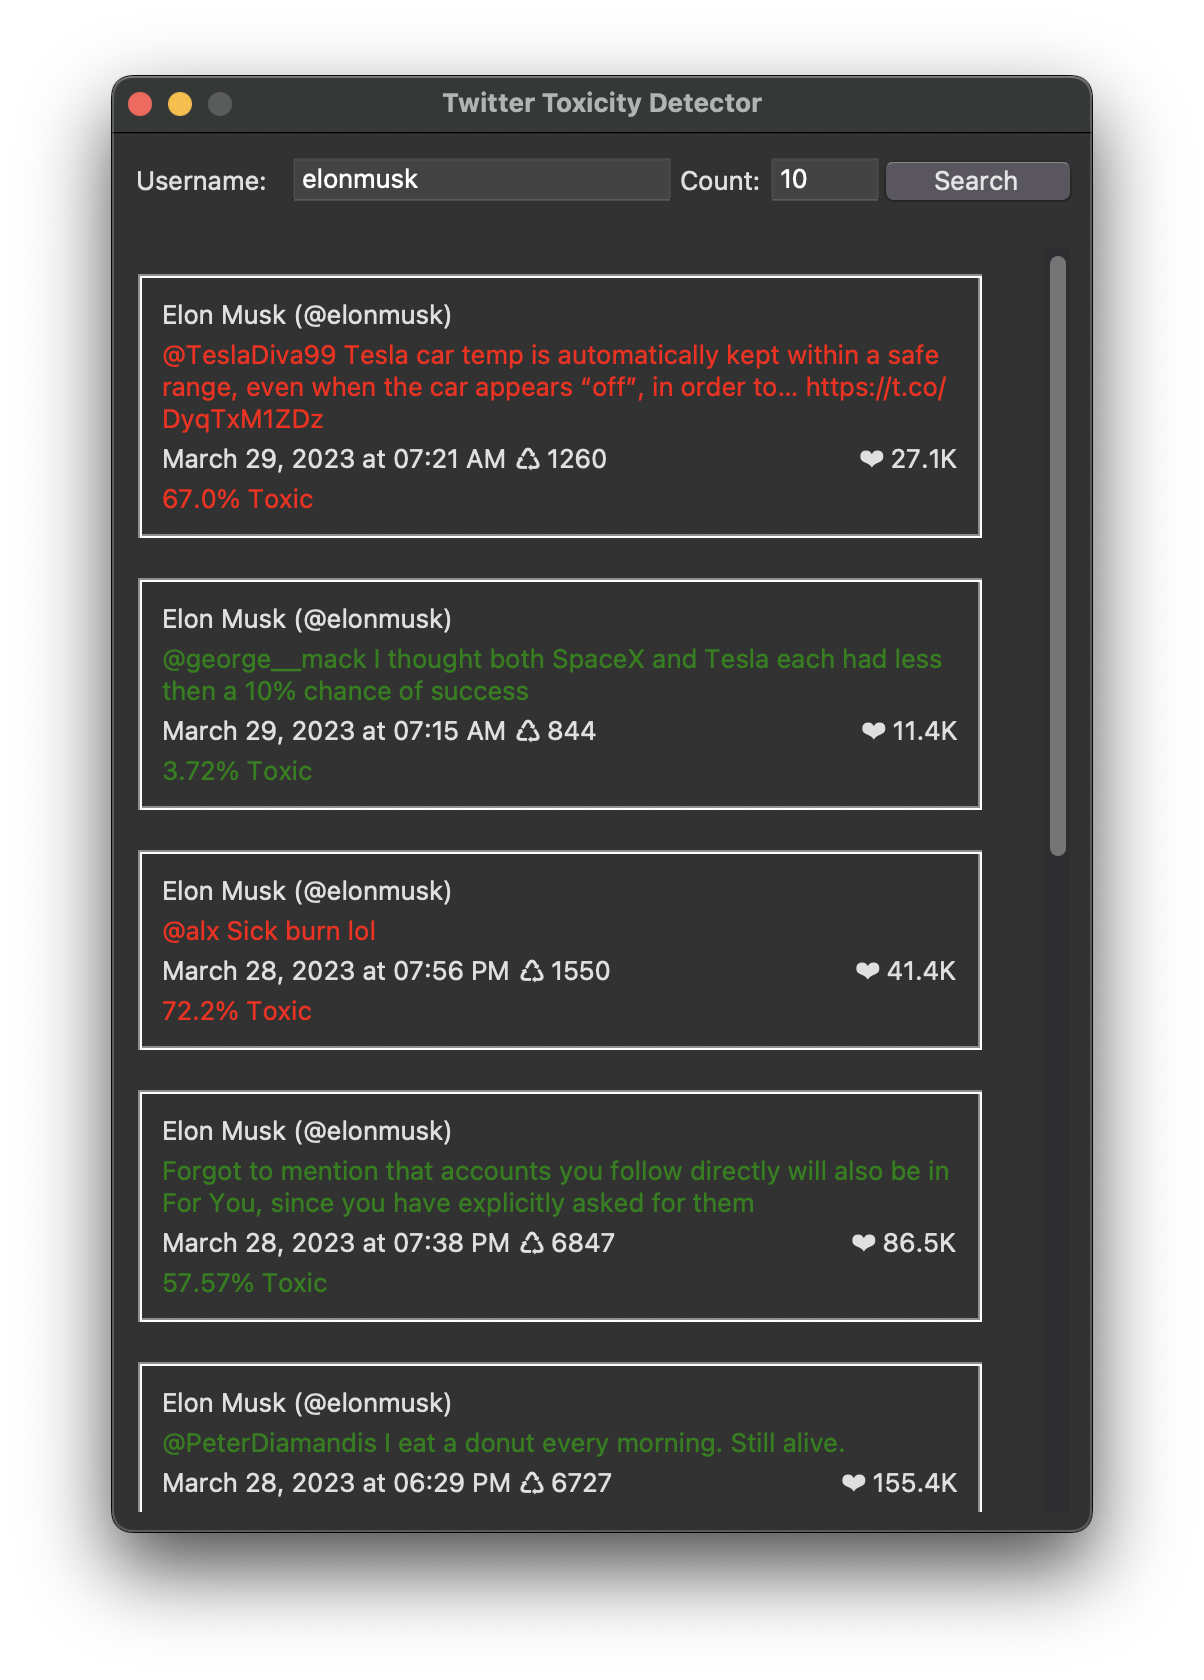 Twitter Toxicity Detector
Username: elonmusk Count: 10 Search
Elon Musk (@elonmusk)
@TeslaDiva99 Tesla car temp is automatically kept within a safe
range, even when the car appears “off”, in order to... https://t.co/
DyqTxM1ZDz
March 29, 2023 at 07:21 AM ♺ 1260 ❤ 27.1K
67.0% Toxic
Elon Musk (@elonmusk)
@george__mack I thought both SpaceX and Tesla each had less
then a 10% chance of success
March 29, 2023 at 07:15 AM ♺ 844 ❤ 11.4K
3.72% Toxic
Elon Musk (@elonmusk)
@alx Sick burn lol
March 28, 2023 at 07:56 PM ♺ 1550 ❤ 41.4K
72.2% Toxic
Elon Musk (@elonmusk)
Forgot to mention that accounts you follow directly will also be in
For You, since you have explicitly asked for them
March 28, 2023 at 07:38 PM ♺ 6847 ❤ 86.5K
57.57% Toxic
Elon Musk (@elonmusk)
@PeterDiamandis I eat a donut every morning. Still alive.
March 28, 2023 at 06:29 PM ♺ 6727 ❤ 155.4K